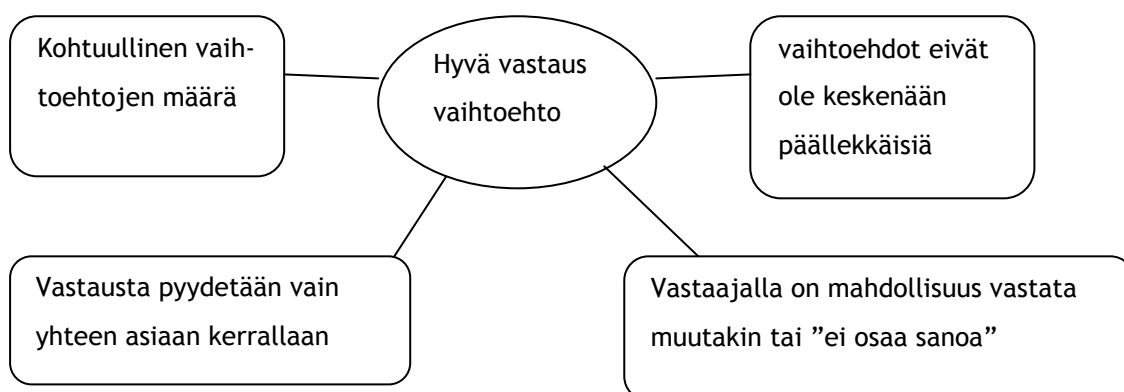 Kohtuullinen vaih-
toehtojen määrä
Hyvä vastaus
vaihtoehto
vaihtoehdot eivät
ole keskenään
päällekkäisiä
Vastausta pyydetään vain
yhteen asiaan kerrallaan
Vastaajalla on mahdollisuus vastata
muutakin tai ”ei osaa sanoa”